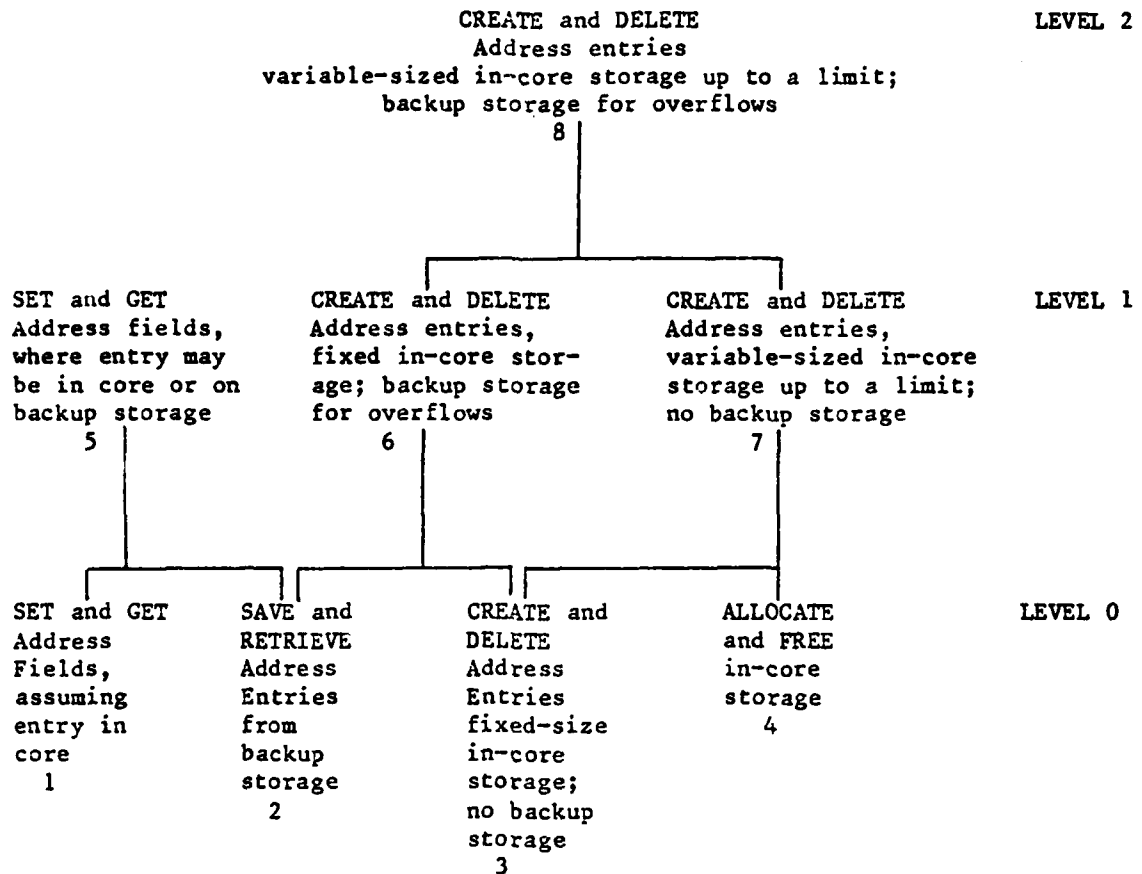 CREATE and DELETE
Address entries
variable-sized in-core storage up to a limit;
backup storage for overflows
8
LEVEL 2
SET and GET
Address fields,
where entry may
be in core or on
backup storage
5
CREATE and DELETE
Address entries,
fixed in-core stor-
age; backup storage
for overflows
6
CREATE and DELETE
Address entries,
variable-sized in-core
storage up to a limit;
no backup storage
7
LEVEL 1
SET and GET
Address
Fields,
assuming
entry in
core
1
SAVE and
RETRIEVE
Address
Entries
from
backup
storage
2
CREATE and
DELETE
Address
Entries
fixed-size
in-core
storage;
no backup
storage
3
ALLOCATE
and FREE
in-core
storage
4
LEVEL 0